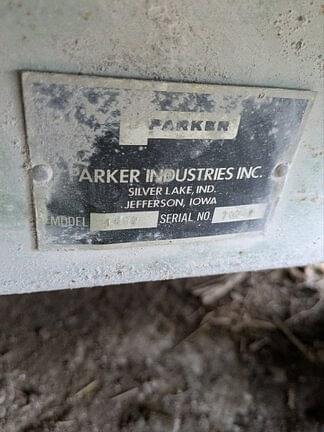 PARKER
PARKER INDUSTRIES INC.
SILVER LAKE, IND.
JEFFERSON, IOWA
MODEL SERIAL NO.